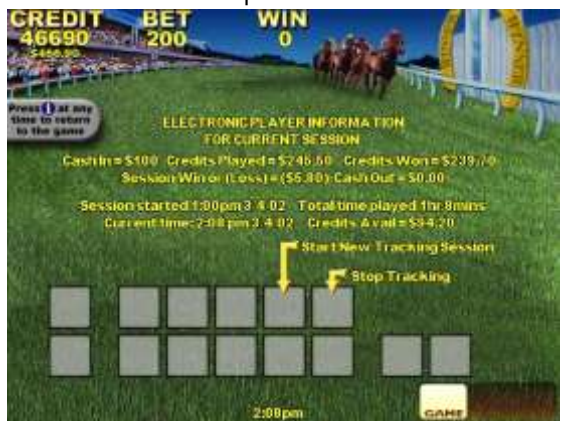 CREDIT BET WIN
46690 200 0
$466.90
Press i at any
time to return
to the game
ELECTRONIC PLAYER INFORMATION
FOR CURRENT SESSION
Cash In = $100 Credits Played = $245.50 Credits Won = $239.70
Session Win or (Loss) = ($5.80) Cash Out = $0.00
Session started 1:00pm 3.4.02 Total time played 1hr 8mins
Current time: 2:08 pm 3.4.02 Credits Avail = $94.20
Start New Tracking Session
Stop Tracking
GAME
2:08pm